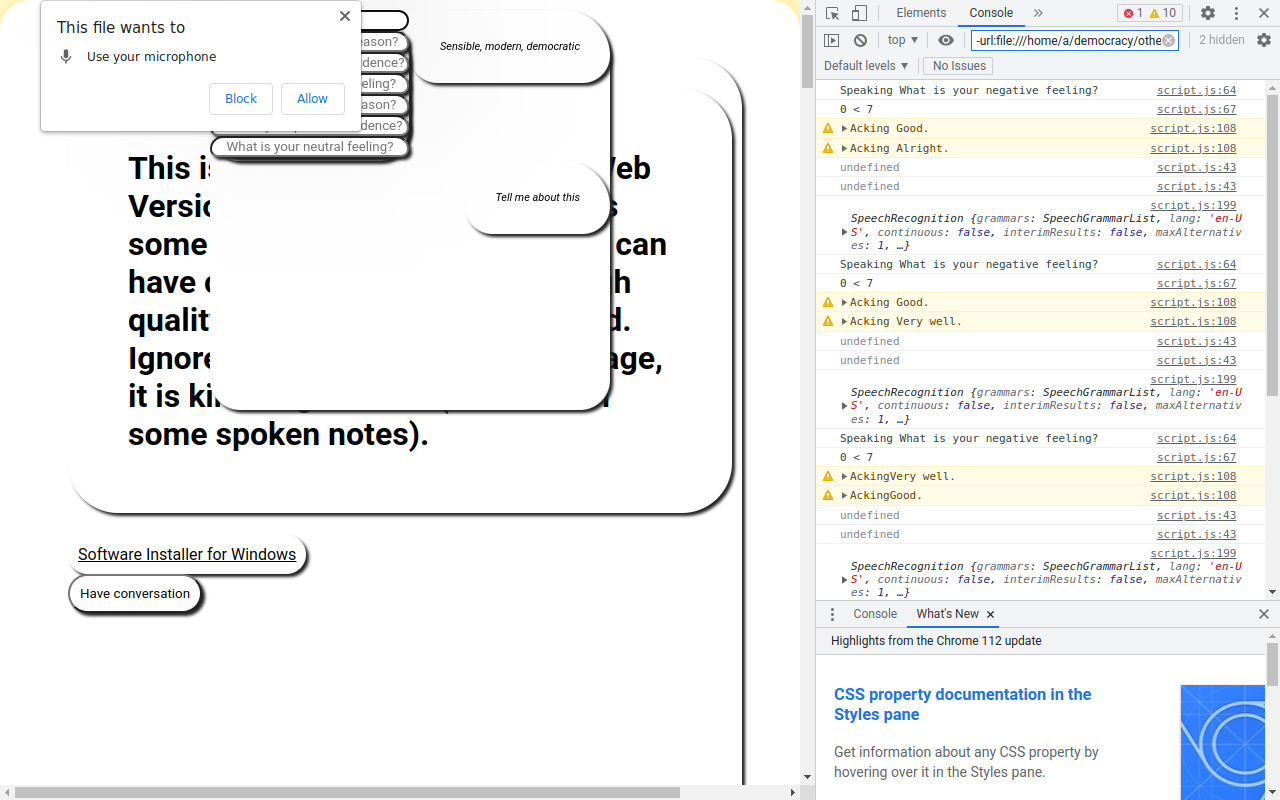 This file wants to
Use your microphone
Block
Allow
eason?
dence?
eeling?
eason?
dence?
What is your neutral feeling?
Sensible, modern, democratic
Tell me about this
This is
Web
Versio
s
some
can
have
h
quality
d.
Ignore
age,
it is ki
some spoken notes).
Software Installer for Windows
Have conversation
Elements
Console
1
10
top ▼
-url:file:///home/a/democracy/othe
2 hidden
Default levels ▼
No Issues
Speaking What is your negative feeling? script.js:64
0 < 7 script.js:67
Acking Good. script.js:108
Acking Alright. script.js:108
undefined script.js:43
undefined script.js:43
script.js:199
SpeechRecognition {grammars: SpeechGrammarList, lang: 'en-U
S', continuous: false, interimResults: false, maxAlternativ
es: 1, …}
Speaking What is your negative feeling? script.js:64
0 < 7 script.js:67
Acking Good. script.js:108
Acking Very well. script.js:108
undefined script.js:43
undefined script.js:43
script.js:199
SpeechRecognition {grammars: SpeechGrammarList, lang: 'en-U
S', continuous: false, interimResults: false, maxAlternativ
es: 1, …}
Speaking What is your negative feeling? script.js:64
0 < 7 script.js:67
AckingVery well. script.js:108
AckingGood. script.js:108
undefined script.js:43
undefined script.js:43
script.js:199
SpeechRecognition {grammars: SpeechGrammarList, lang: 'en-U
S', continuous: false, interimResults: false, maxAlternativ
es: 1, …}
Console
What's New
Highlights from the Chrome 112 update
CSS property documentation in the
Styles pane
Get information about any CSS property by
hovering over it in the Styles pane.